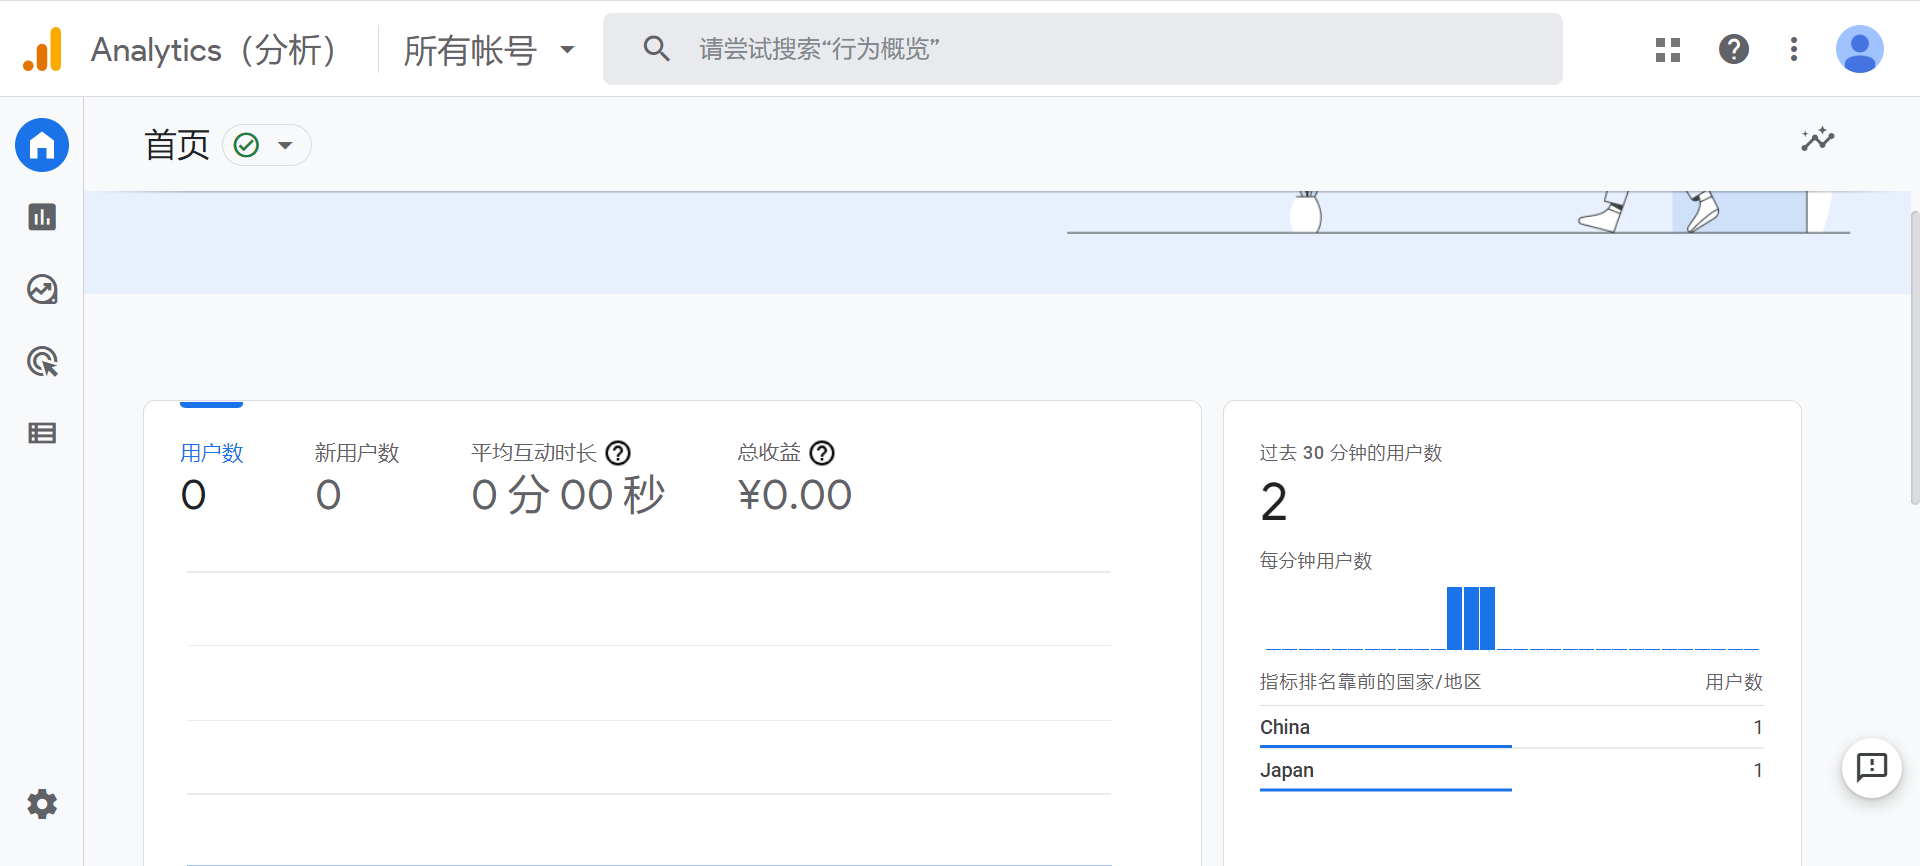 Analytics（分析）
所有帐号
请尝试搜索“行为概览”
首页
用户数
0
新用户数
0
平均互动时长
0 分 00 秒
总收益
¥0.00
过去 30 分钟的用户数
2
每分钟用户数
指标排名靠前的国家/地区 用户数
China 1
Japan 1